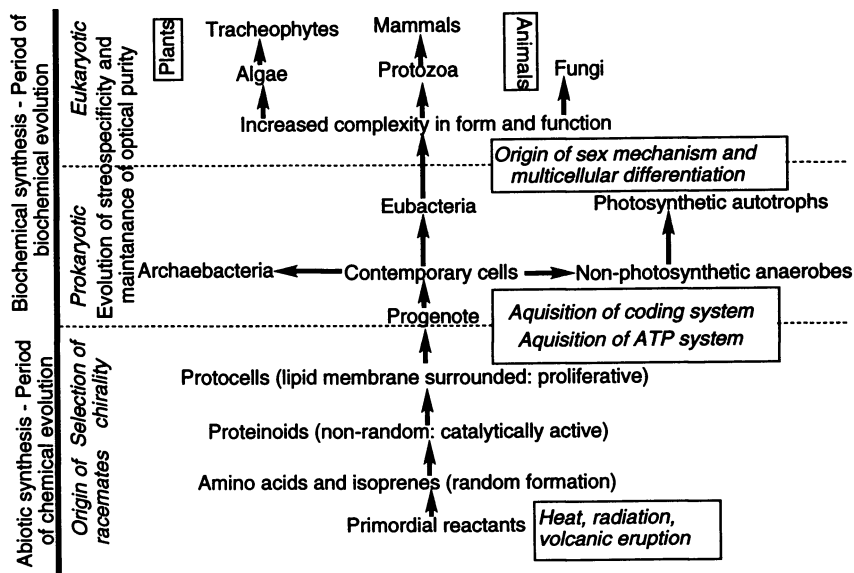 Tracheophytes
Mammals
Plants
Animals
Algae
Protozoa
Fungi
Increased complexity in form and function
Origin of sex mechanism and
multicellular differentiation
Eubacteria
Photosynthetic autotrophs
Archaebacteria
Contemporary cells
Non-photosynthetic anaerobes
Progenote
Aquisition of coding system
Aquisition of ATP system
Protocells (lipid membrane surrounded: proliferative)
Proteinoids (non-random: catalytically active)
Amino acids and isoprenes (random formation)
Primordial reactants
Heat, radiation,
volcanic eruption
Biochemical synthesis - Period of
biochemical evolution
Eukaryotic
Prokaryotic
Evolution of streospecificity and
maintanance of optical purity
Abiotic synthesis - Period
of chemical evolution
Origin of Selection of
racemates chirality